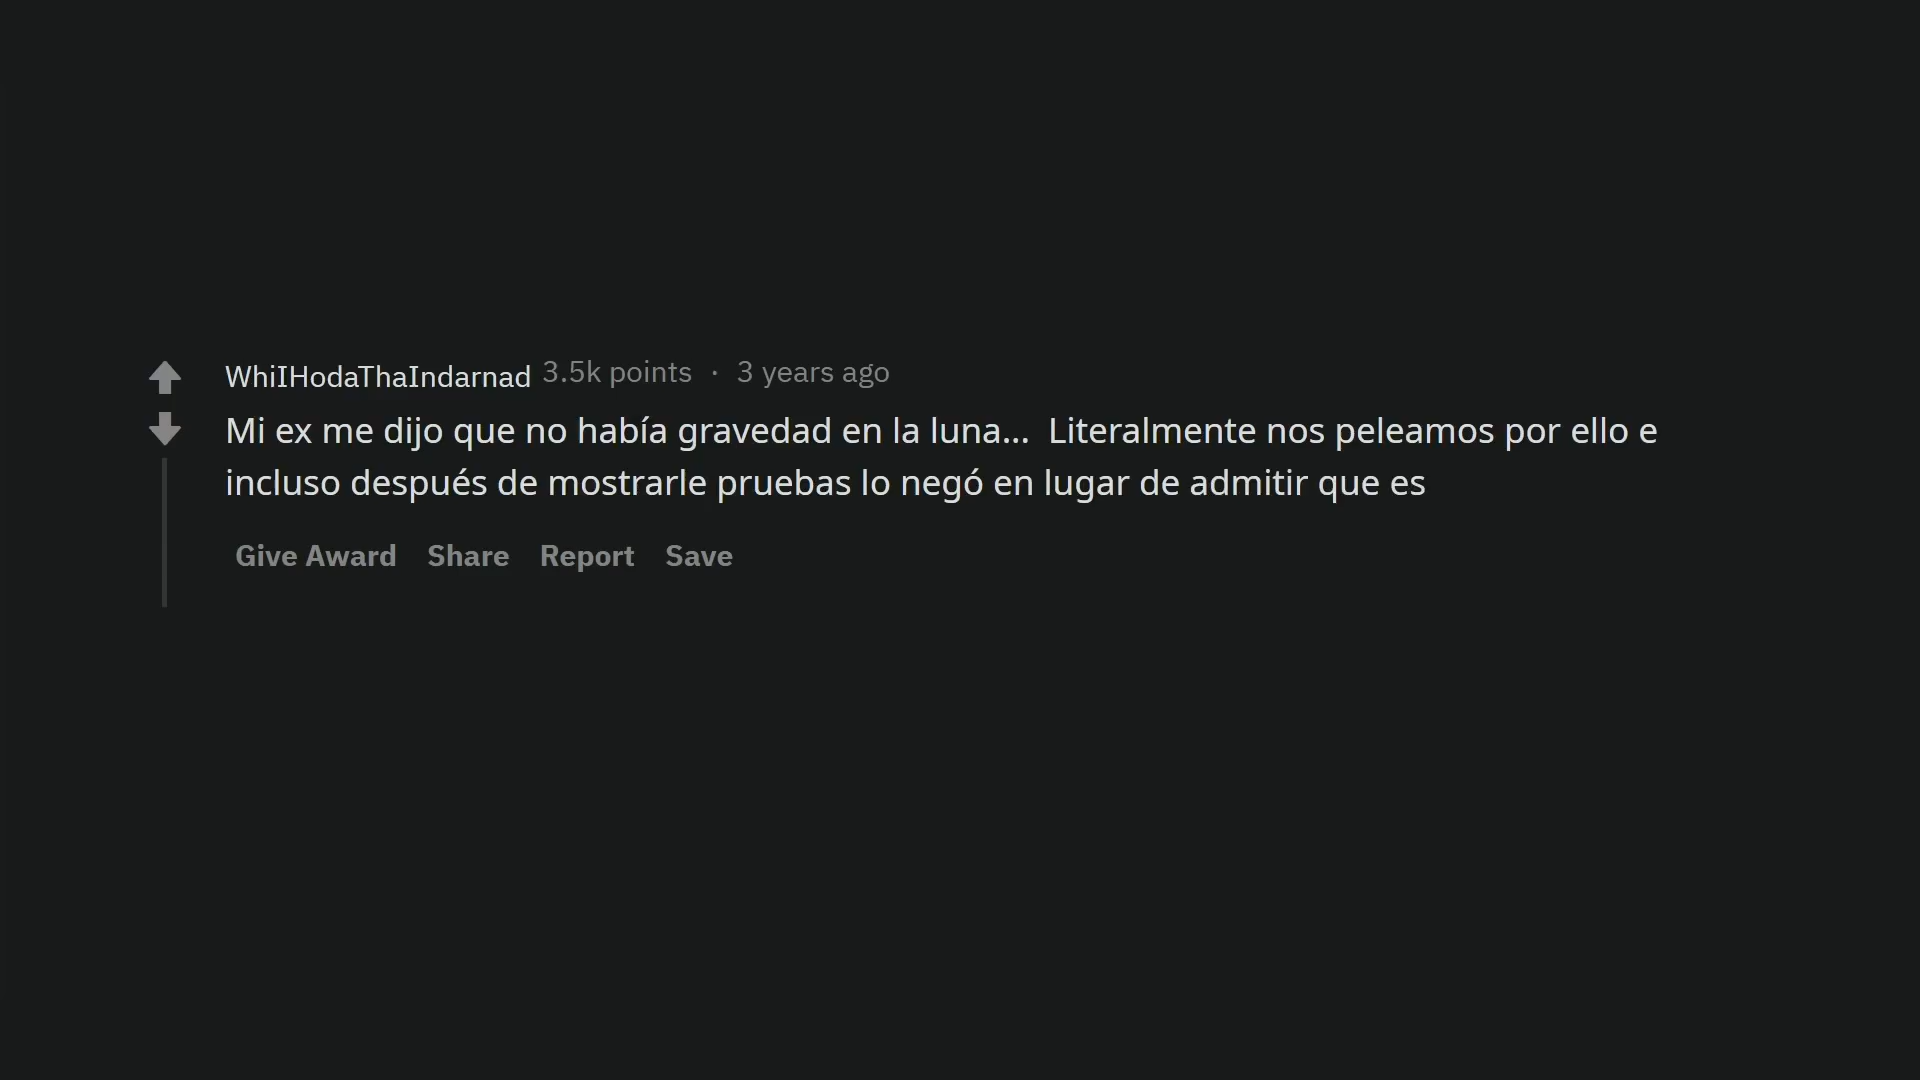 WhiIHodaThaIndarnad 3.5k points · 3 years ago
Mi ex me dijo que no había gravedad en la luna... Literalmente nos peleamos por ello e
incluso después de mostrarle pruebas lo negó en lugar de admitir que es
Give Award Share Report Save